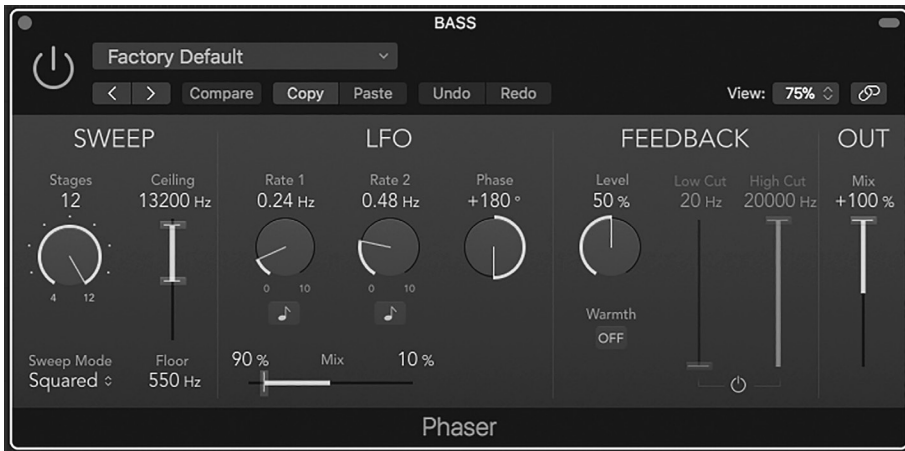 BASS
Factory Default
Compare Copy Paste Undo Redo View: 75%
SWEEP LFO FEEDBACK OUT
Stages Ceiling Rate 1 Rate 2 Phase Level Low Cut High Cut Mix
12 13200 Hz 0.24 Hz 0.48 Hz +180 ° 50 % 20 Hz 20000 Hz +100 %
4 12 0 10 0 10
Warmth
OFF
Sweep Mode Floor 90 % Mix 10 %
Squared 550 Hz
Phaser